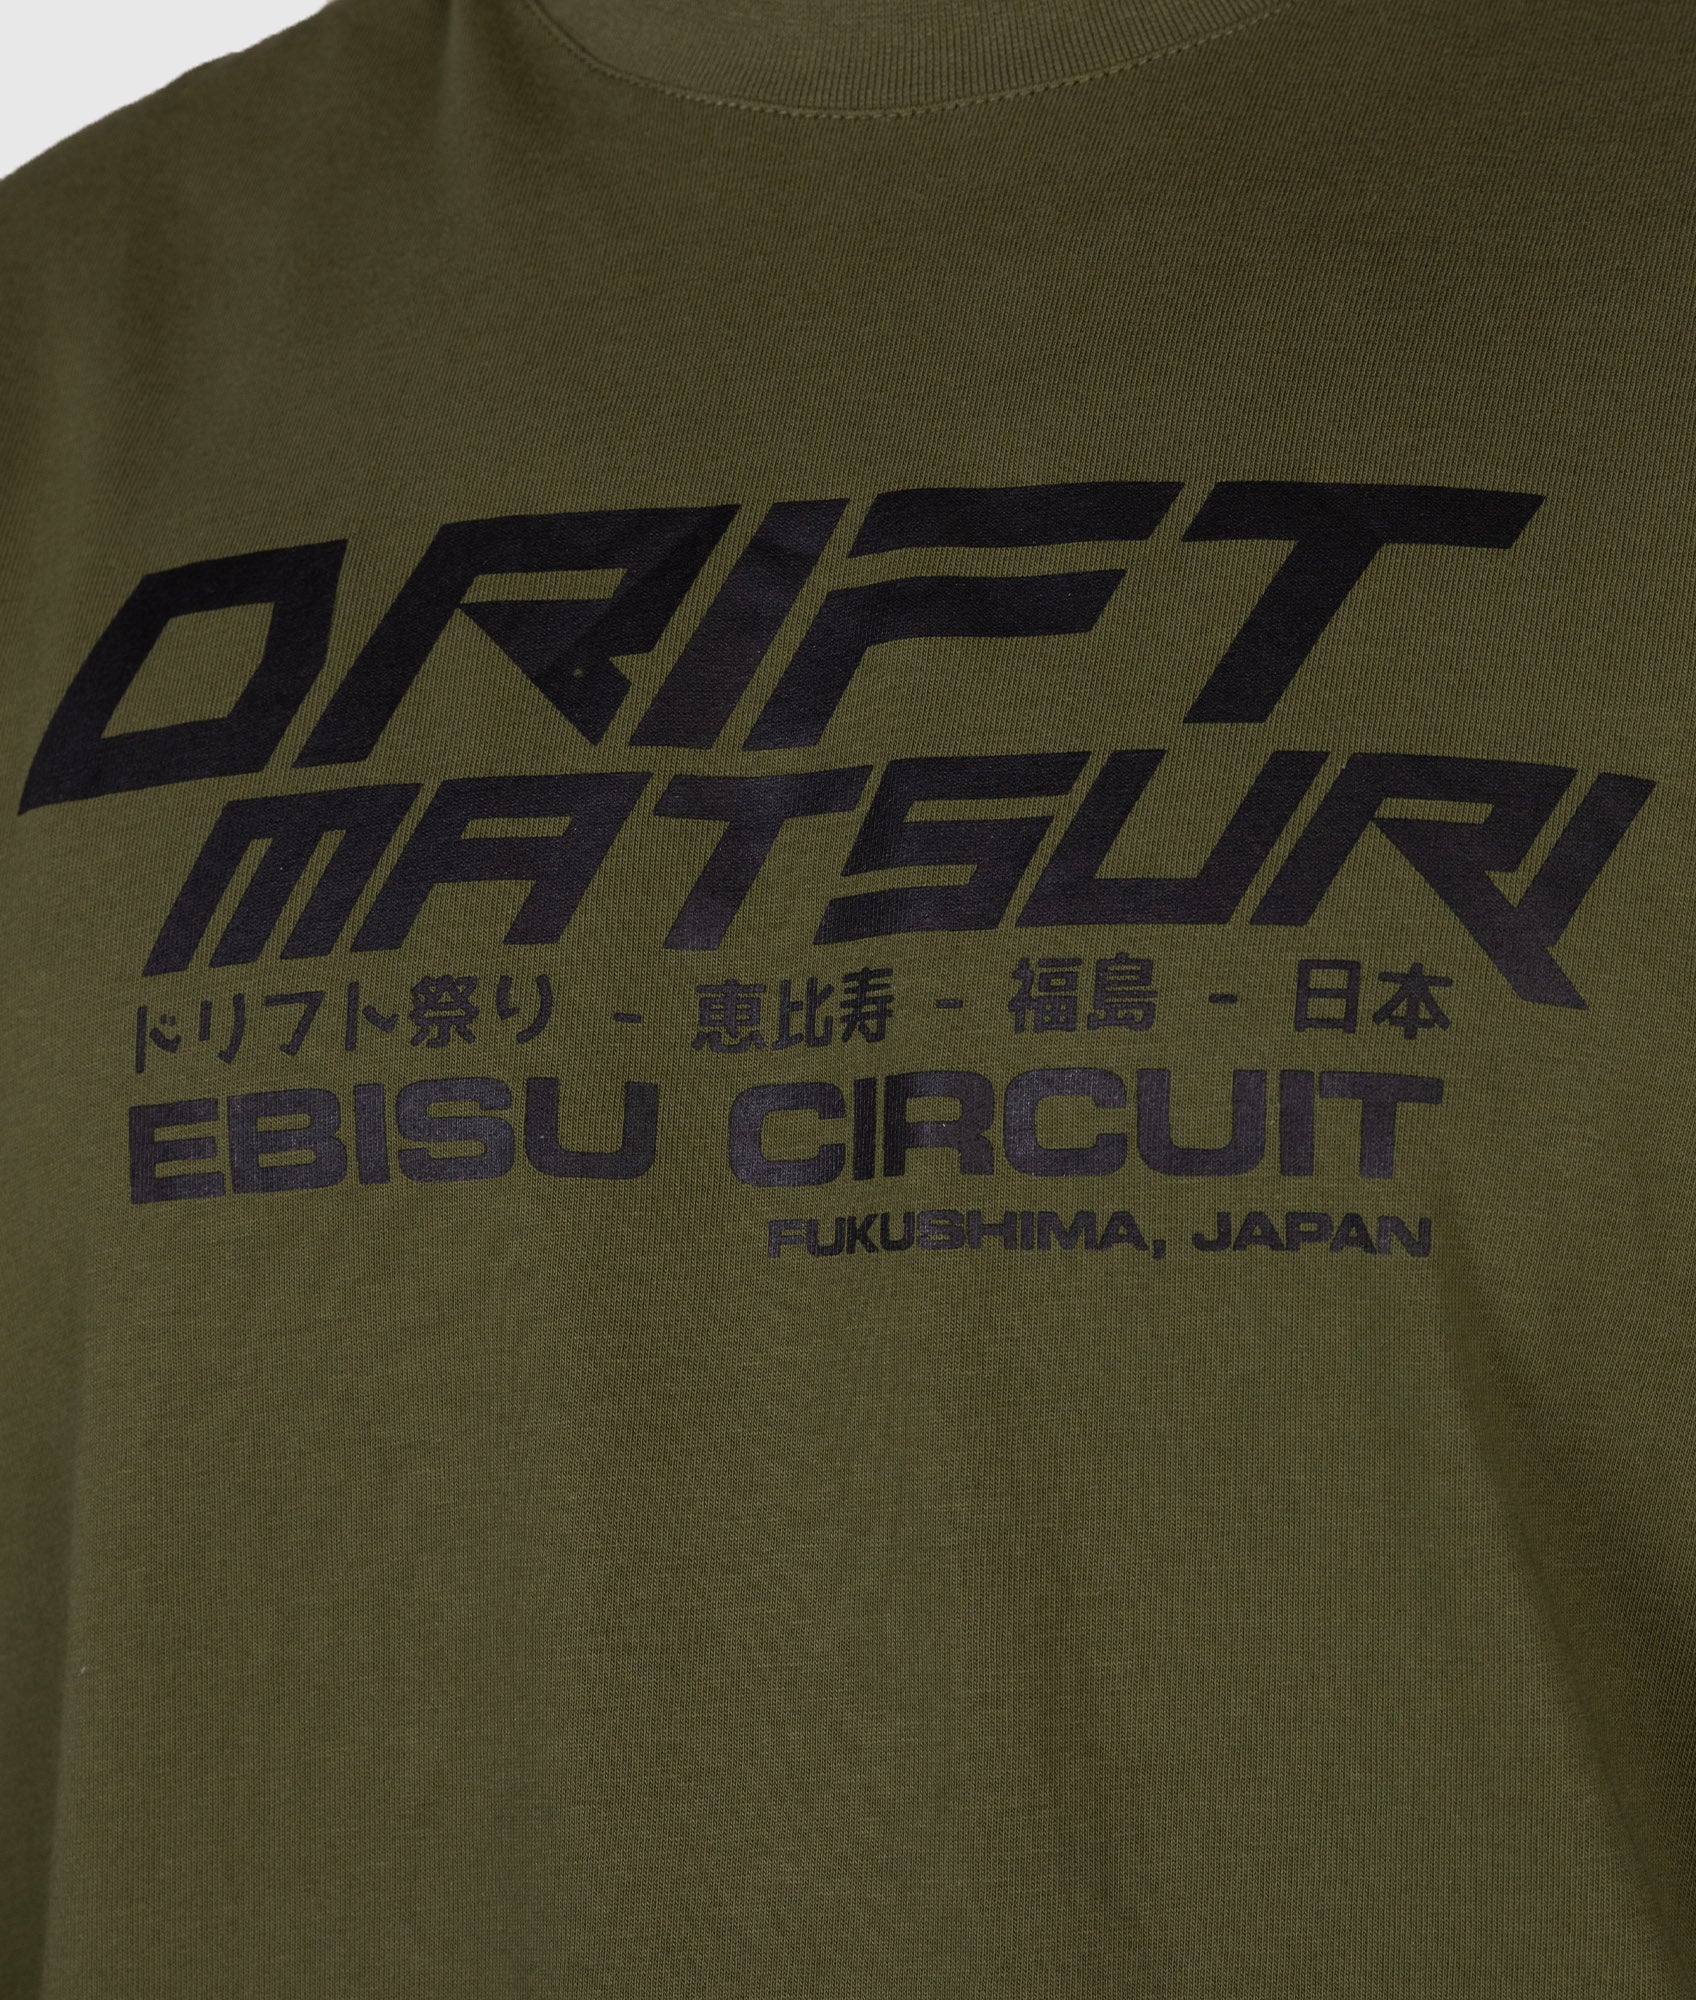 DRIFT
MATSURI
ドリフト祭り - 恵比寿 - 福島 - 日本
EBISU CIRCUIT
FUKUSHIMA, JAPAN